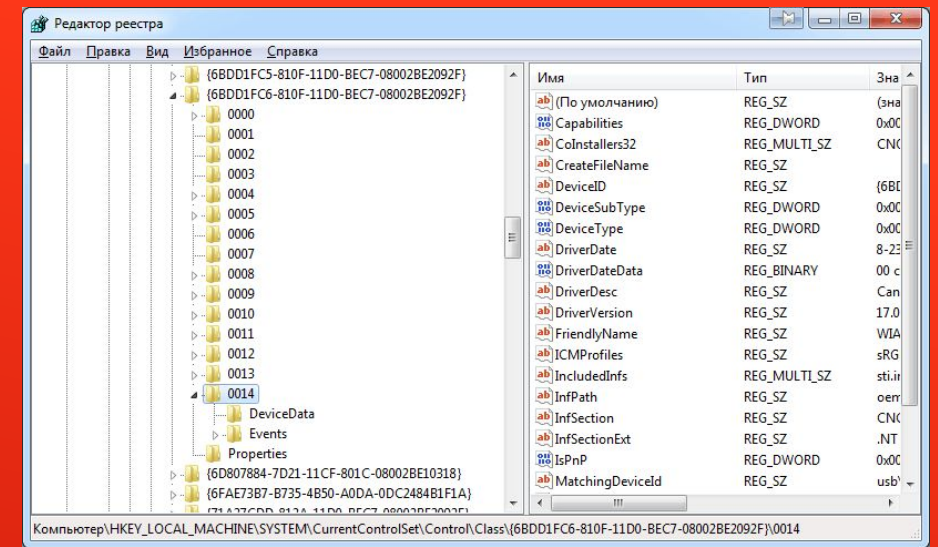 Редактор реестра
Файл Правка Вид Избранное Справка
{6BDD1FC5-810F-11D0-BEC7-08002BE2092F}
{6BDD1FC6-810F-11D0-BEC7-08002BE2092F}
0000
0001
0002
0003
0004
0005
0006
0007
0008
0009
0010
0011
0012
0013
0014
DeviceData
Events
Properties
{6D807884-7D21-11CF-801C-08002BE10318}
{6FAE73B7-B735-4B50-A0DA-0DC2484B1F1A}
Имя Тип Зна
(По умолчанию) REG_SZ (зна
Capabilities REG_DWORD 0x00
CoInstallers32 REG_MULTI_SZ CNC
CreateFileName REG_SZ
DeviceID REG_SZ {6BD
DeviceSubType REG_DWORD 0x00
DeviceType REG_DWORD 0x00
DriverDate REG_SZ 8-23
DriverDateData REG_BINARY 00 c
DriverDesc REG_SZ Can
DriverVersion REG_SZ 17.0
FriendlyName REG_SZ WIA
ICMProfiles REG_SZ sRG
IncludedInfs REG_MULTI_SZ sti.in
InfPath REG_SZ oem
InfSection REG_SZ CNC
InfSectionExt REG_SZ .NT
IsPnP REG_DWORD 0x00
MatchingDeviceId REG_SZ usb\
Компьютер\HKEY_LOCAL_MACHINE\SYSTEM\CurrentControlSet\Control\Class\{6BDD1FC6-810F-11D0-BEC7-08002BE2092F}\0014